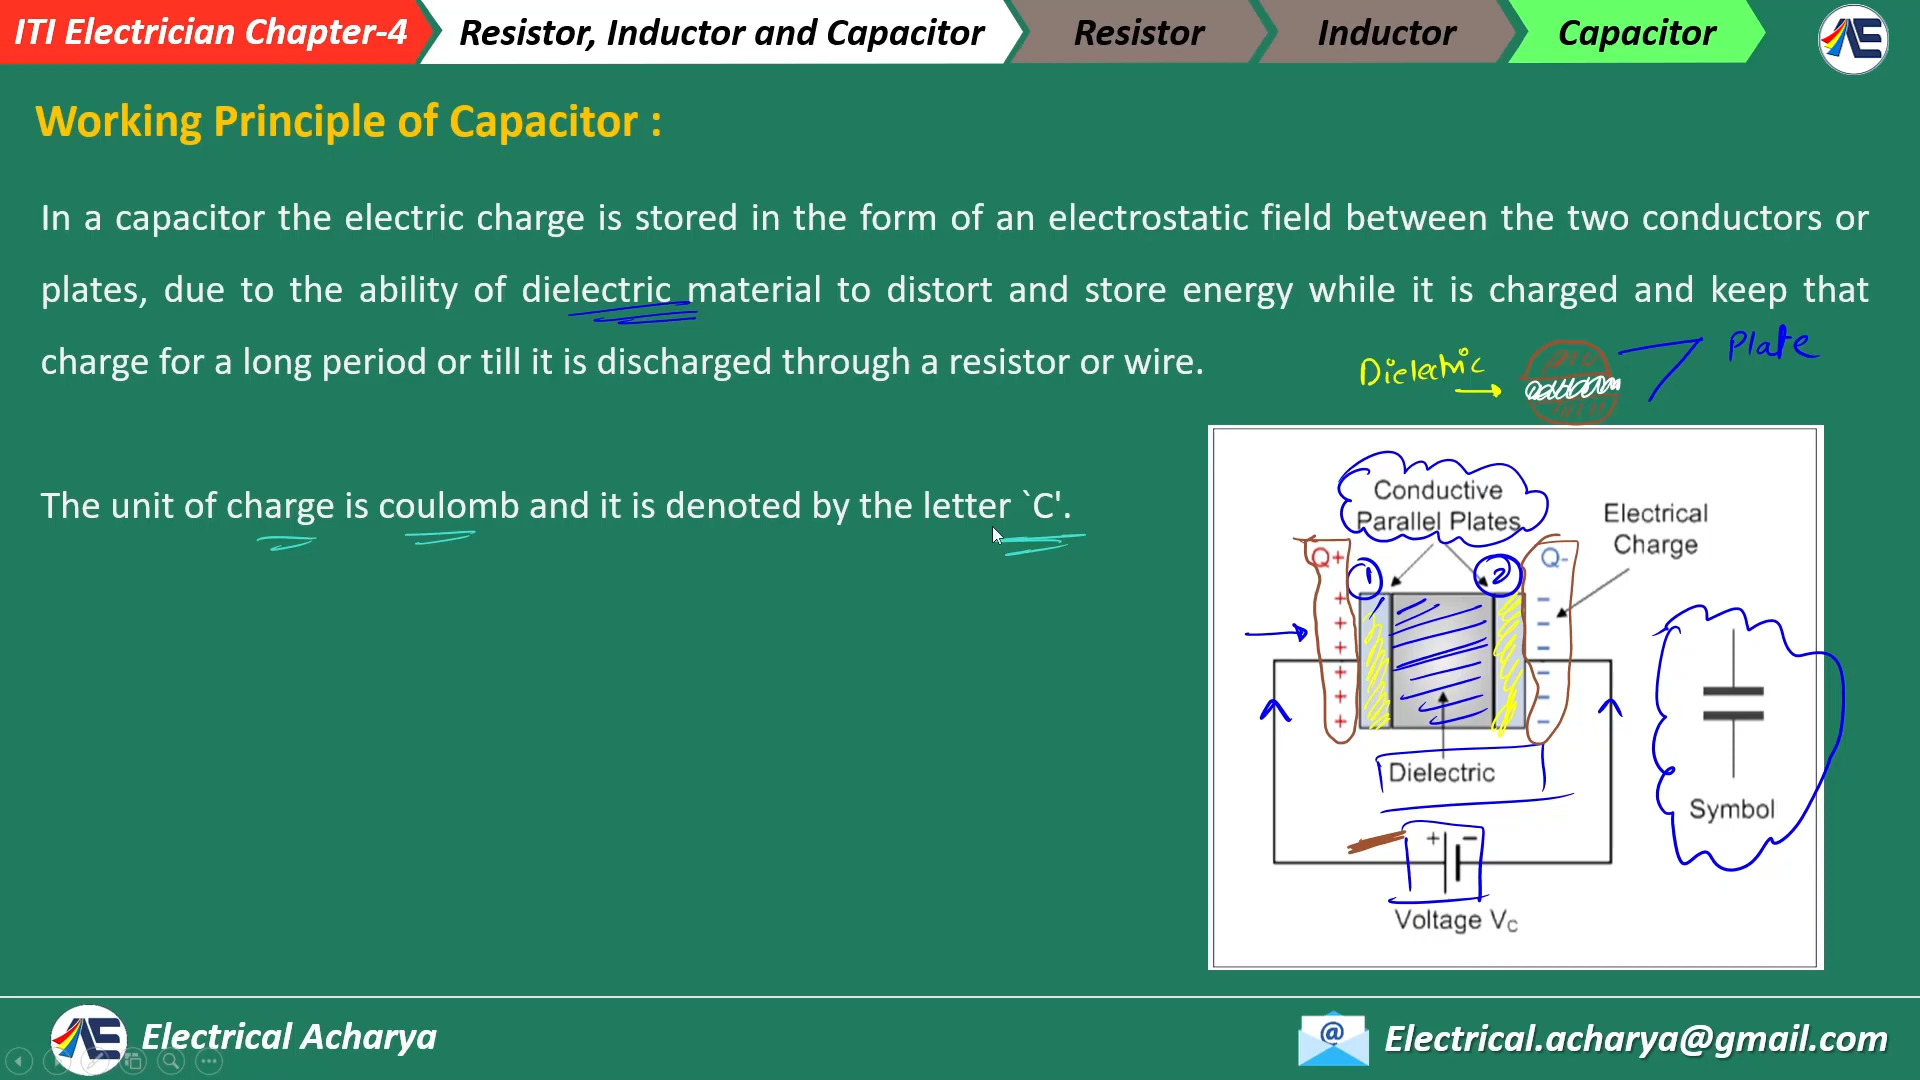 ITI Electrician Chapter-4
Resistor, Inductor and Capacitor
Resistor
Inductor
Capacitor
Working Principle of Capacitor :
In a capacitor the electric charge is stored in the form of an electrostatic field between the two conductors or
plates, due to the ability of dielectric material to distort and store energy while it is charged and keep that
charge for a long period or till it is discharged through a resistor or wire.
Dielectric
Plate
The unit of charge is coulomb and it is denoted by the letter `C'.
Conductive
Parallel Plates
Electrical
Charge
Q+
1
2
Q-
+
+
+
+
+
+
−
−
−
−
−
−
Dielectric
+ −
Voltage Vc
Symbol
AE Electrical Acharya
@ Electrical.acharya@gmail.com